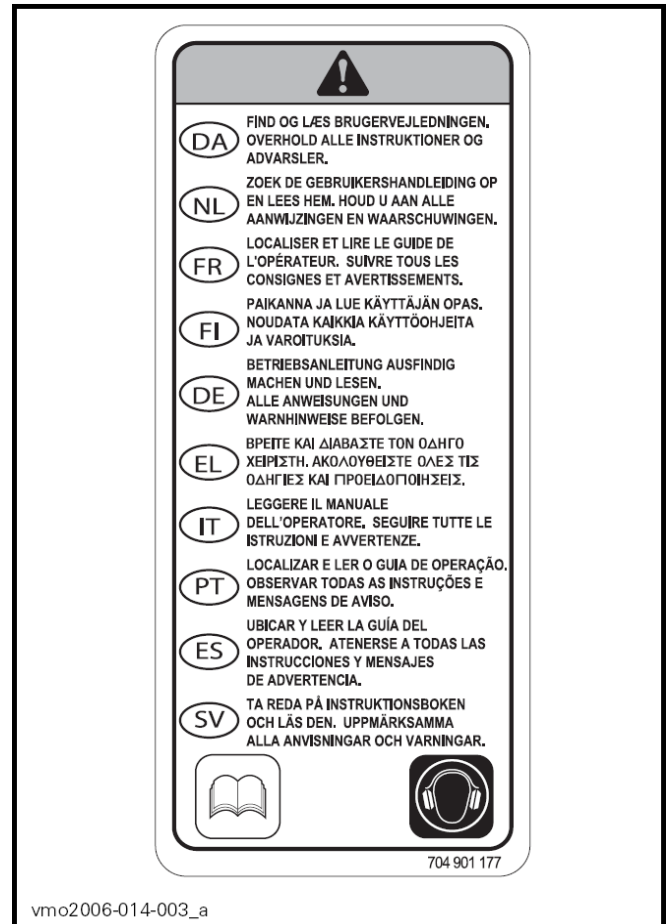 DA
FIND OG LÆS BRUGERVEJLEDNINGEN.
OVERHOLD ALLE INSTRUKTIONER OG
ADVARSLER.
NL
ZOEK DE GEBRUIKERSHANDLEIDING OP
EN LEES HEM. HOUD U AAN ALLE
AANWIJZINGEN EN WAARSCHUWINGEN.
FR
LOCALISER ET LIRE LE GUIDE DE
L'OPÉRATEUR. SUIVRE TOUS LES
CONSIGNES ET AVERTISSEMENTS.
FI
PAIKANNA JA LUE KÄYTTÄJÄN OPAS.
NOUDATA KAIKKIA KÄYTTÖOHJEITA
JA VAROITUKSIA.
DE
BETRIEBSANLEITUNG AUSFINDIG
MACHEN UND LESEN.
ALLE ANWEISUNGEN UND
WARNHINWEISE BEFOLGEN.
EL
ΒΡΕΙΤΕ ΚΑΙ ΔΙΑΒΑΣΤΕ ΤΟΝ ΟΔΗΓΟ
ΧΕΙΡΙΣΤΗ. ΑΚΟΛΟΥΘΕΙΣΤΕ ΟΛΕΣ ΤΙΣ
ΟΔΗΓΙΕΣ ΚΑΙ ΠΡΟΕΙΔΟΠΟΙΗΣΕΙΣ.
IT
LEGGERE IL MANUALE
DELL'OPERATORE. SEGUIRE TUTTE LE
ISTRUZIONI E AVVERTENZE.
PT
LOCALIZAR E LER O GUIA DE OPERAÇÃO.
OBSERVAR TODAS AS INSTRUÇÕES E
MENSAGENS DE AVISO.
ES
UBICAR Y LEER LA GUÍA DEL
OPERADOR. ATENERSE A TODAS LAS
INSTRUCCIONES Y MENSAJES
DE ADVERTENCIA.
SV
TA REDA PÅ INSTRUKTIONSBOKEN
OCH LÄS DEN. UPPMÄRKSAMMA
ALLA ANVISNINGAR OCH VARNINGAR.
704 901 177
vmo2006-014-003_a